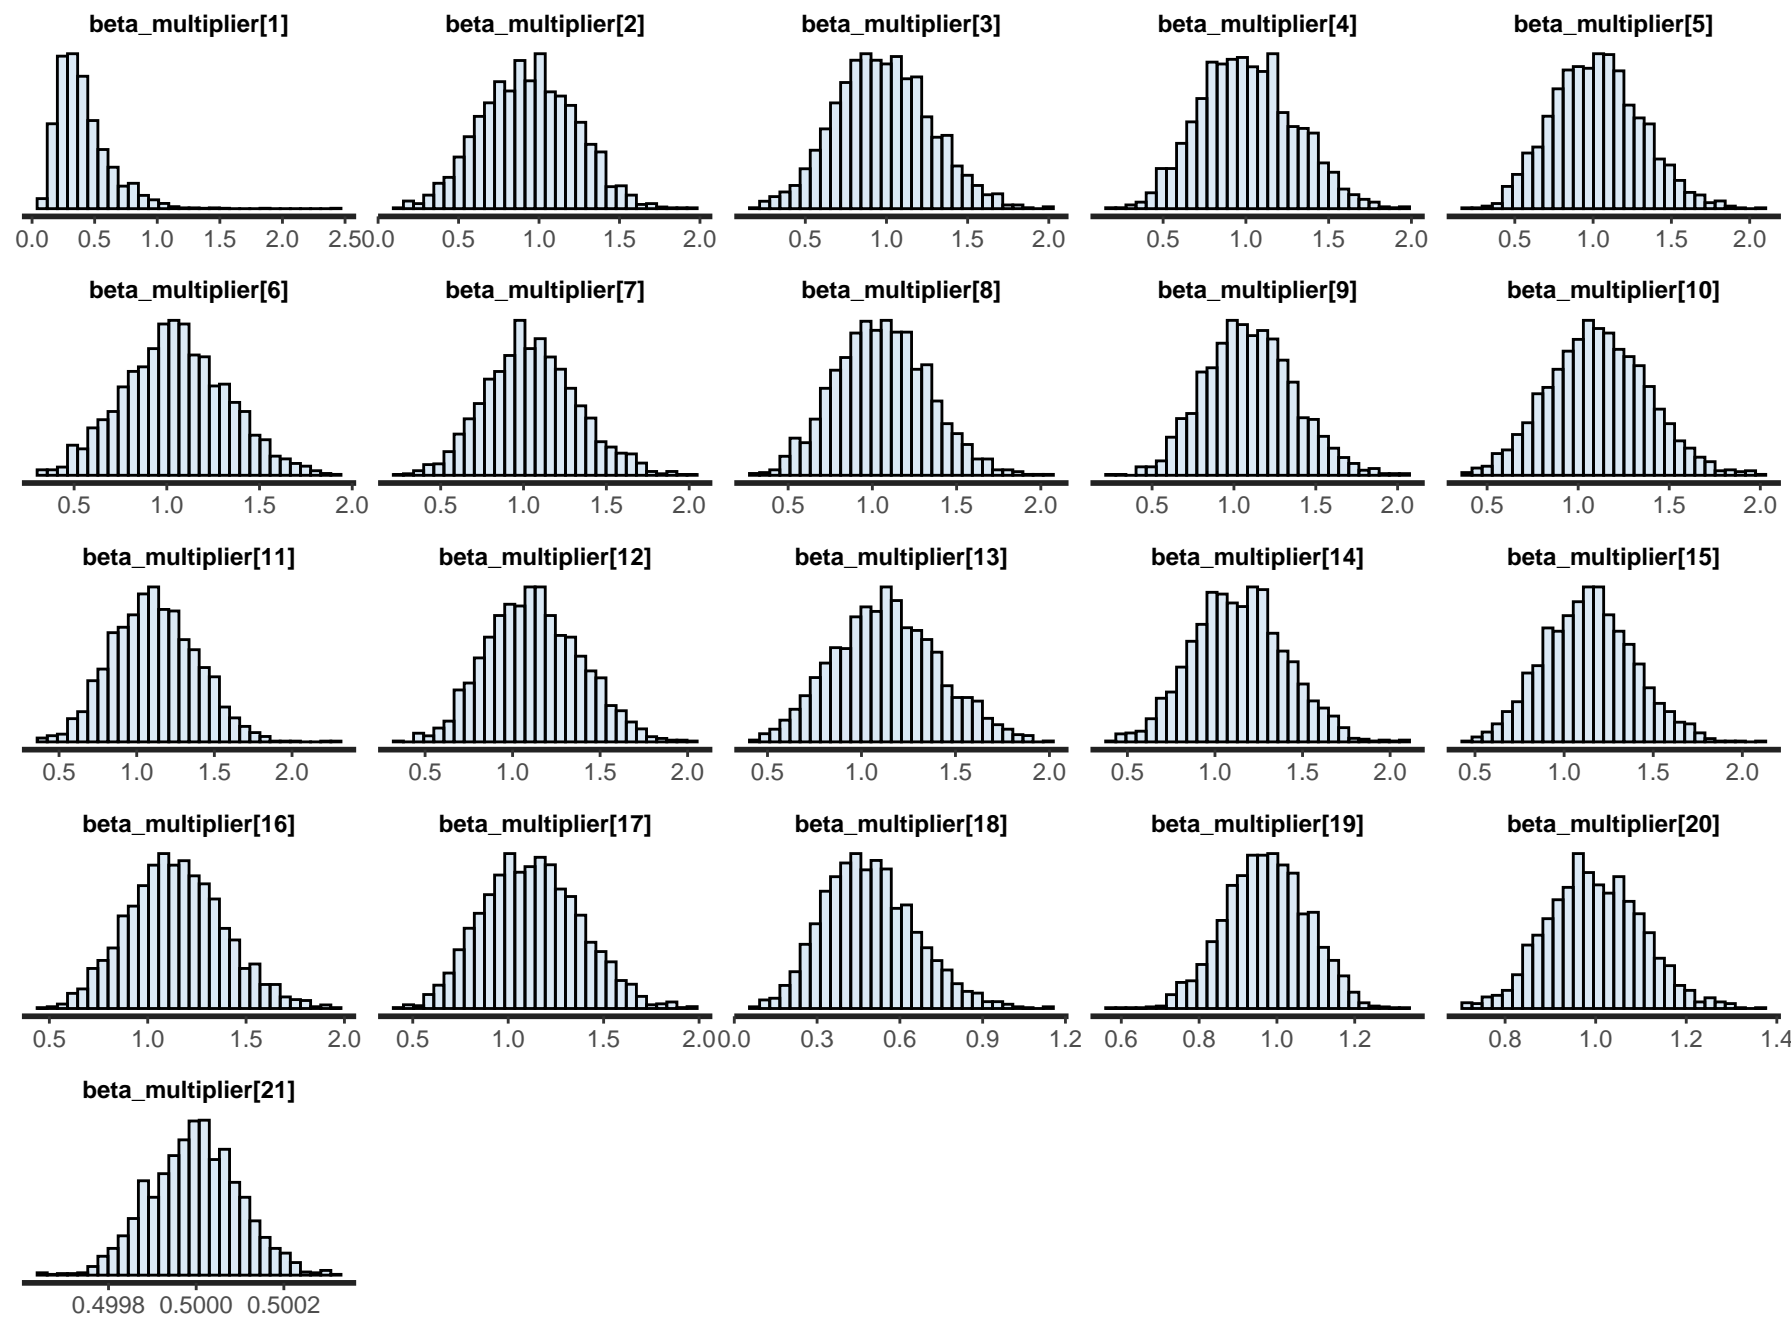 beta_multiplier[1] beta_multiplier[2] beta_multiplier[3] beta_multiplier[4] beta_multiplier[5]
0.0 0.5 1.0 1.5 2.0 2.5 0.0 0.5 1.0 1.5 2.0 0.5 1.0 1.5 2.0 0.5 1.0 1.5 2.0 0.5 1.0 1.5 2.0
beta_multiplier[6] beta_multiplier[7] beta_multiplier[8] beta_multiplier[9] beta_multiplier[10]
0.5 1.0 1.5 2.0 0.5 1.0 1.5 2.0 0.5 1.0 1.5 2.0 0.5 1.0 1.5 2.0 0.5 1.0 1.5 2.0
beta_multiplier[11] beta_multiplier[12] beta_multiplier[13] beta_multiplier[14] beta_multiplier[15]
0.5 1.0 1.5 2.0 0.5 1.0 1.5 2.0 0.5 1.0 1.5 2.0 0.5 1.0 1.5 2.0 0.5 1.0 1.5 2.0
beta_multiplier[16] beta_multiplier[17] beta_multiplier[18] beta_multiplier[19] beta_multiplier[20]
0.5 1.0 1.5 2.0 0.5 1.0 1.5 2.0 0.0 0.3 0.6 0.9 1.2 0.6 0.8 1.0 1.2 0.8 1.0 1.2 1.4
beta_multiplier[21]
0.4998 0.5000 0.5002